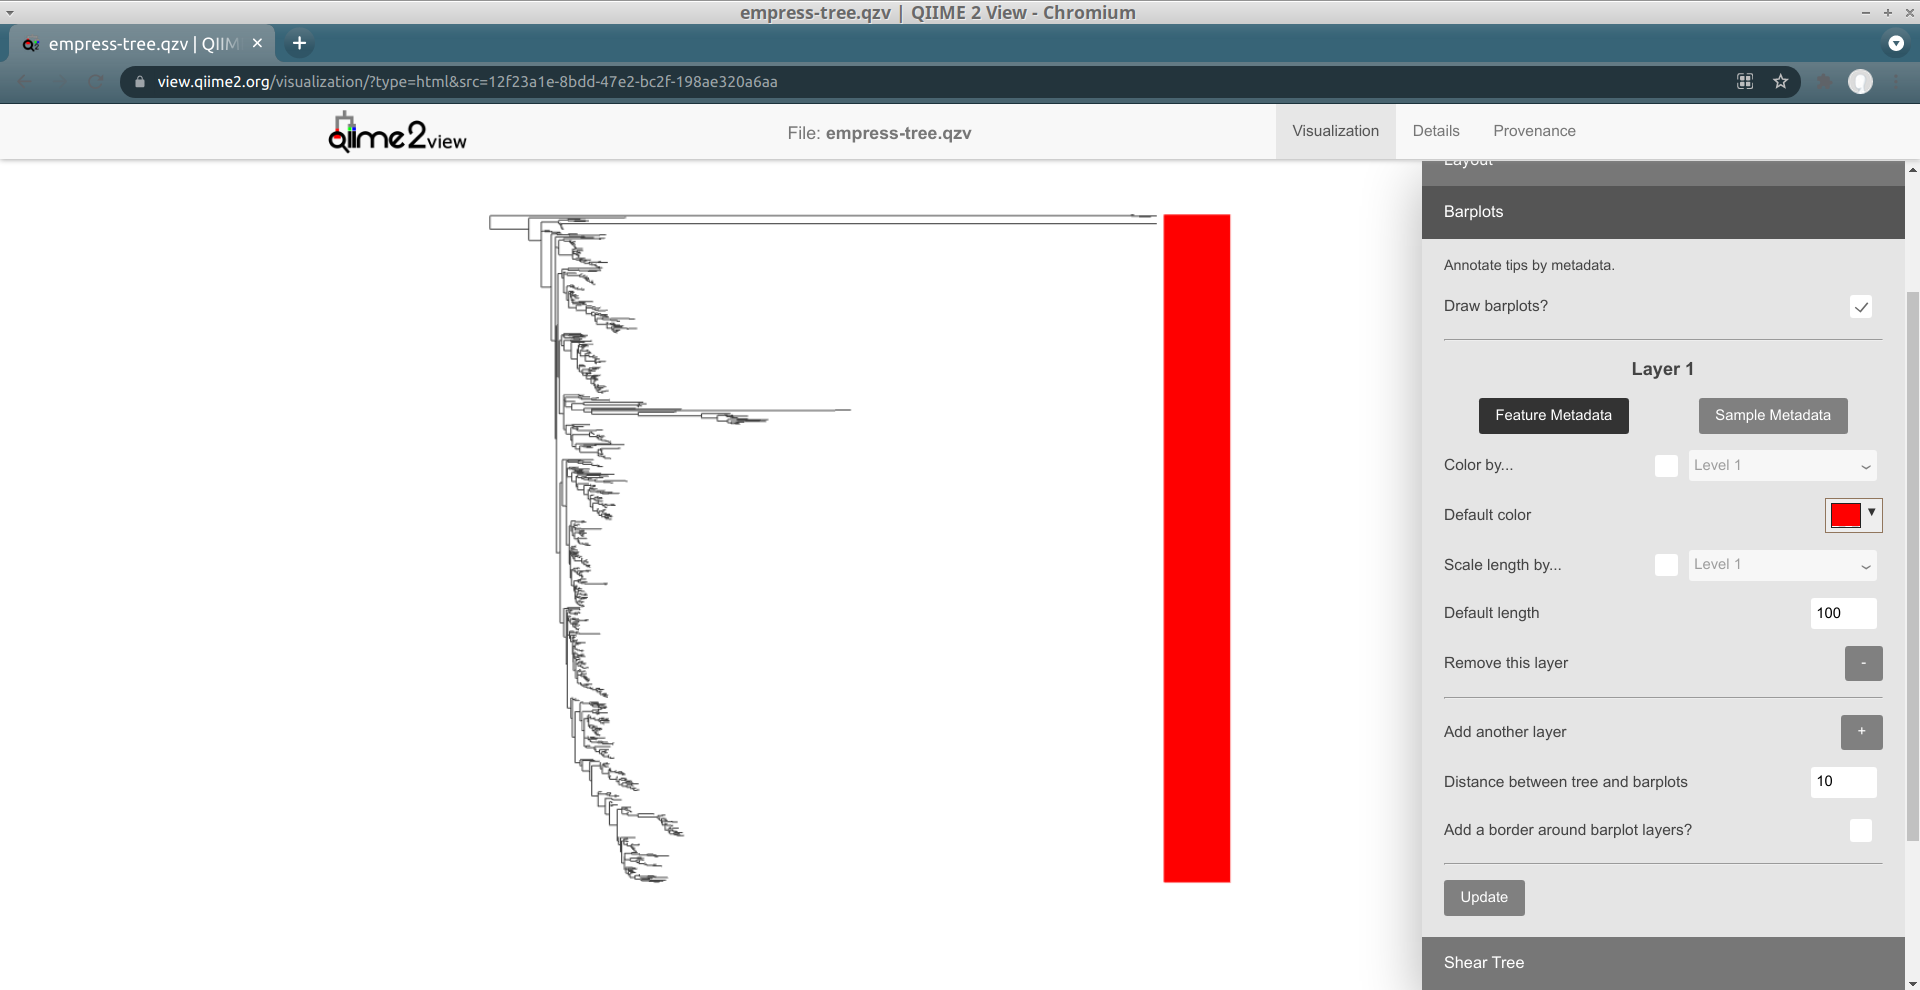 empress-tree.qzv | QIIME 2 View - Chromium
empress-tree.qzv | QIIM
view.qiime2.org/visualization/?type=html&src=12f23a1e-8bdd-47e2-bc2f-198ae320a6aa
qiime2view
File: empress-tree.qzv
Visualization
Details
Provenance
Layout
Barplots
Annotate tips by metadata.
Draw barplots?
Layer 1
Feature Metadata
Sample Metadata
Color by...
Level 1
Default color
Scale length by...
Level 1
Default length
100
Remove this layer
-
Add another layer
+
Distance between tree and barplots
10
Add a border around barplot layers?
Update
Shear Tree